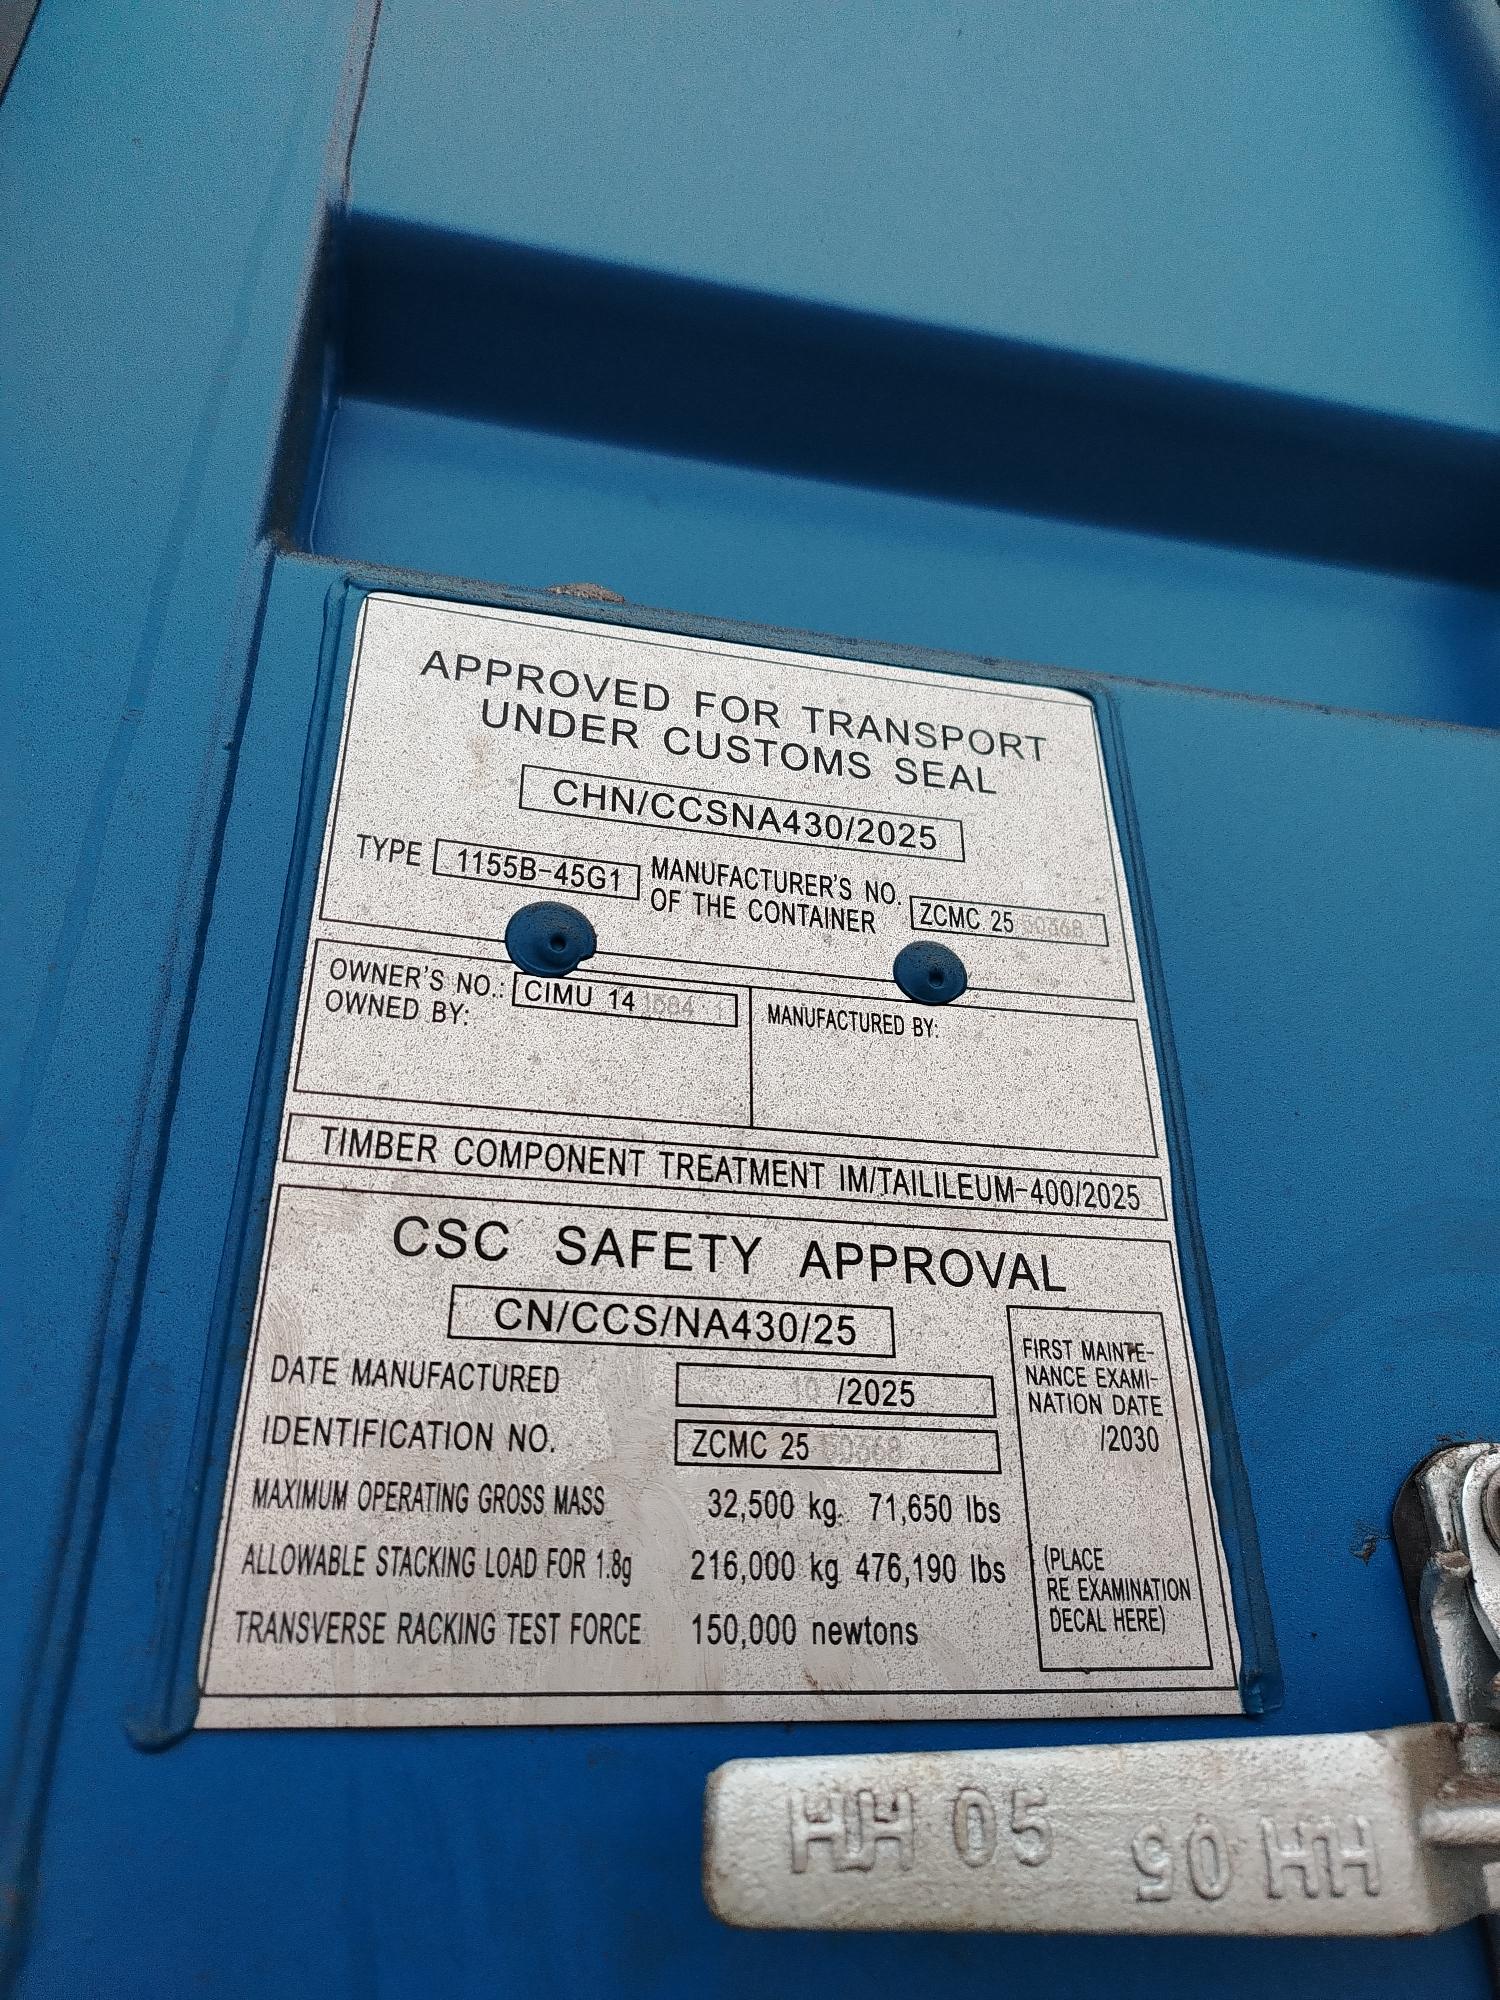 APPROVED FOR TRANSPORT
UNDER CUSTOMS SEAL
CHN/CCSNA430/2025
TYPE 1155B-45G1 MANUFACTURER'S NO.
OF THE CONTAINER ZCMC 25
OWNER'S NO.: CIMU 14
OWNED BY:
MANUFACTURED BY:
TIMBER COMPONENT TREATMENT IM/TAILILEUM-400/2025
CSC SAFETY APPROVAL
CN/CCS/NA430/25
DATE MANUFACTURED 10 /2025
IDENTIFICATION NO. ZCMC 25
MAXIMUM OPERATING GROSS MASS 32,500 kg. 71,650 lbs
ALLOWABLE STACKING LOAD FOR 1.8g 216,000 kg 476,190 lbs
TRANSVERSE RACKING TEST FORCE 150,000 newtons
FIRST MAINTE-
NANCE EXAMI-
NATION DATE
10 /2030
(PLACE
RE EXAMINATION
DECAL HERE)
HH 05 HH 05